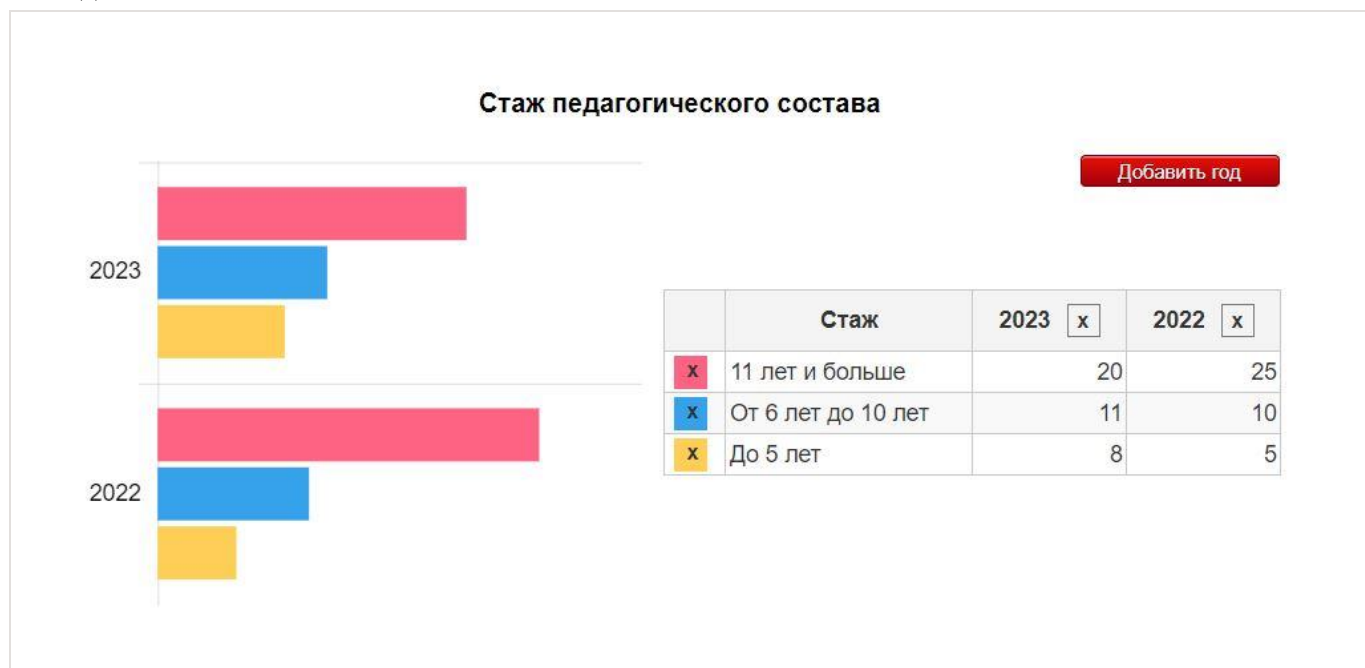 Стаж педагогического состава
Добавить год
2023
2022
Стаж 2023 x 2022 x
x 11 лет и больше 20 25
x От 6 лет до 10 лет 11 10
x До 5 лет 8 5